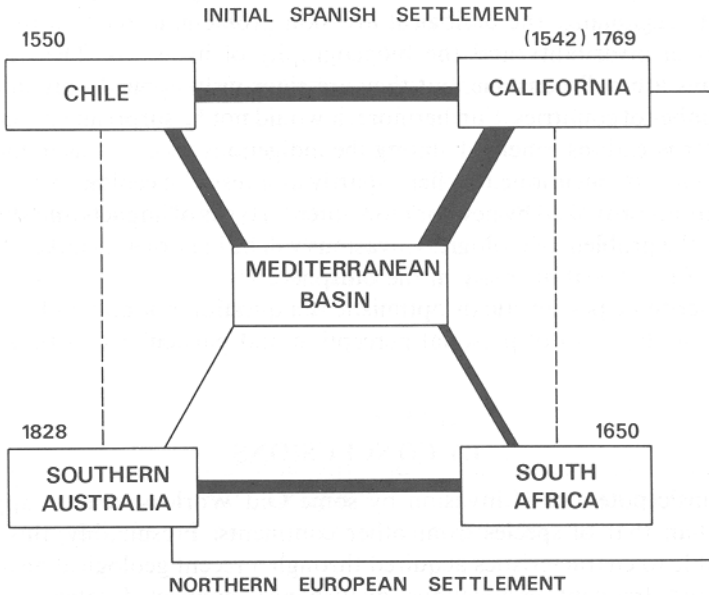 INITIAL SPANISH SETTLEMENT
1550
(1542) 1769
CHILE
CALIFORNIA
MEDITERRANEAN
BASIN
1828
1650
SOUTHERN
AUSTRALIA
SOUTH
AFRICA
NORTHERN EUROPEAN SETTLEMENT